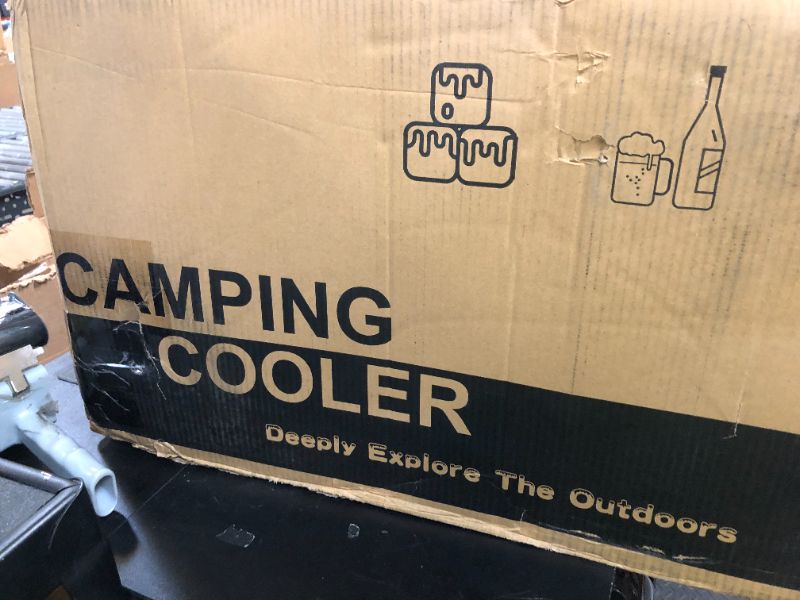 CAMPING
COOLER
Deeply Explore The Outdoors